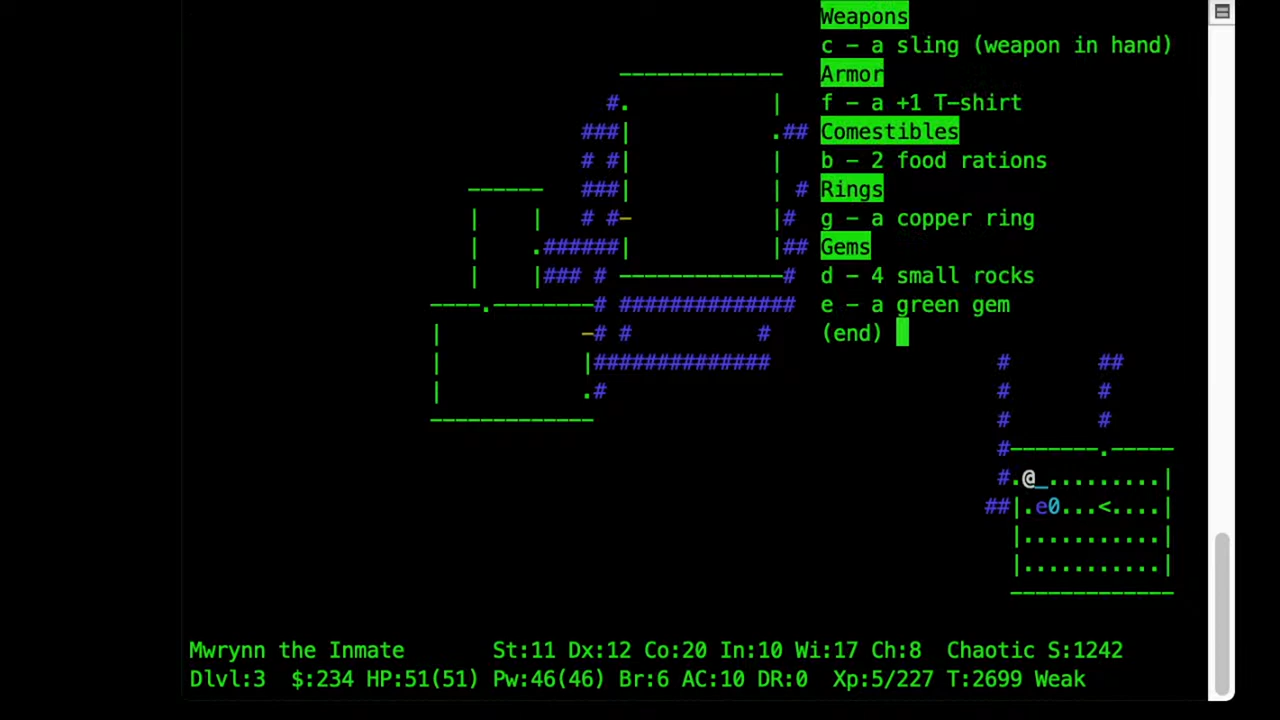 Weapons
c - a sling (weapon in hand)
Armor
f - a +1 T-shirt
Comestibles
b - 2 food rations
Rings
g - a copper ring
Gems
d - 4 small rocks
e - a green gem
(end)
------------- 
#. |
###| .##
# #| |
------ ###| | #
| | # #- |#
| .######| |##
| |### # -------------#
----.--------# ##############
| -# # #
| |############## # ##
| .# # #
------------- # #
#-------.-----
#.@_.........|
##|.e0...<....|
|...........|
|...........|
-------------
Mwrynn the Inmate St:11 Dx:12 Co:20 In:10 Wi:17 Ch:8 Chaotic S:1242
Dlvl:3 $:234 HP:51(51) Pw:46(46) Br:6 AC:10 DR:0 Xp:5/227 T:2699 Weak